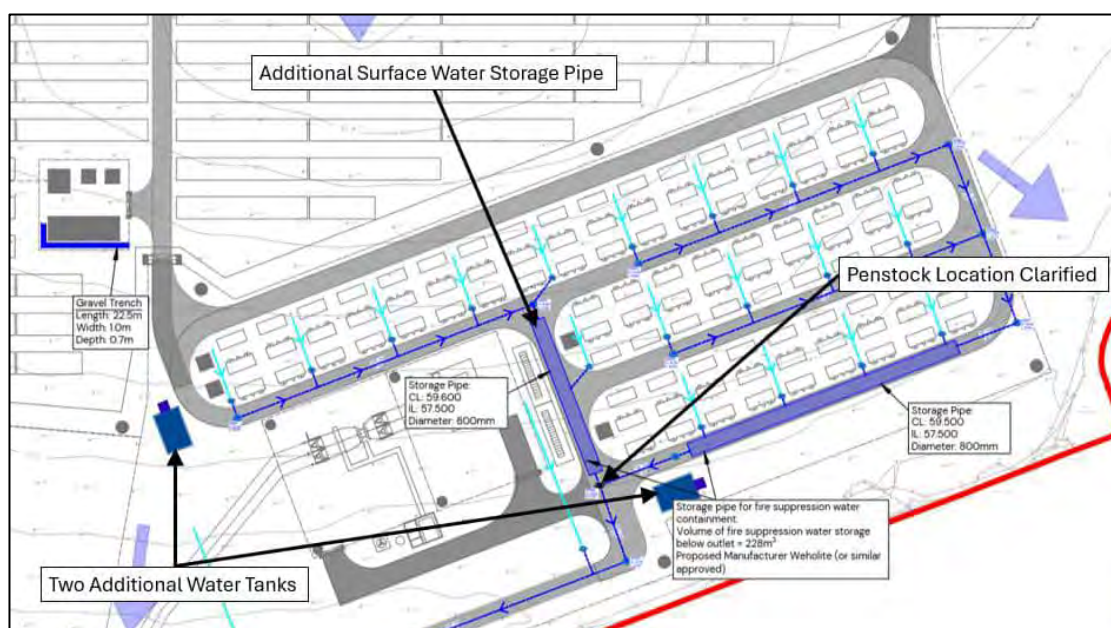 Additional Surface Water Storage Pipe
Penstock Location Clarified
Gravel Trench
Length: 22.5m
Width: 1.0m
Depth: 0.7m
Storage Pipe:
CL: 59.600
IL: 57.500
Diameter: 600mm
Storage Pipe:
CL: 59.500
IL: 57.500
Diameter: 800mm
Storage pipe for fire suppression water
containment.
Volume of fire suppression water storage
below outlet = 228m³
Proposed Manufacturer Weholite (or similar
approved)
Two Additional Water Tanks